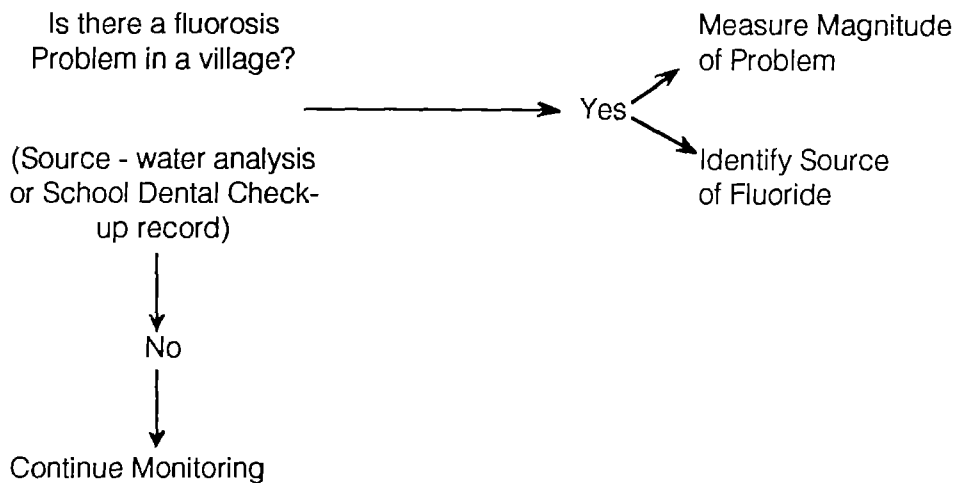 Is there a fluorosis
Problem in a village?
(Source - water analysis
or School Dental Check-
up record)
Yes
Measure Magnitude
of Problem
Identify Source
of Fluoride
No
Continue Monitoring